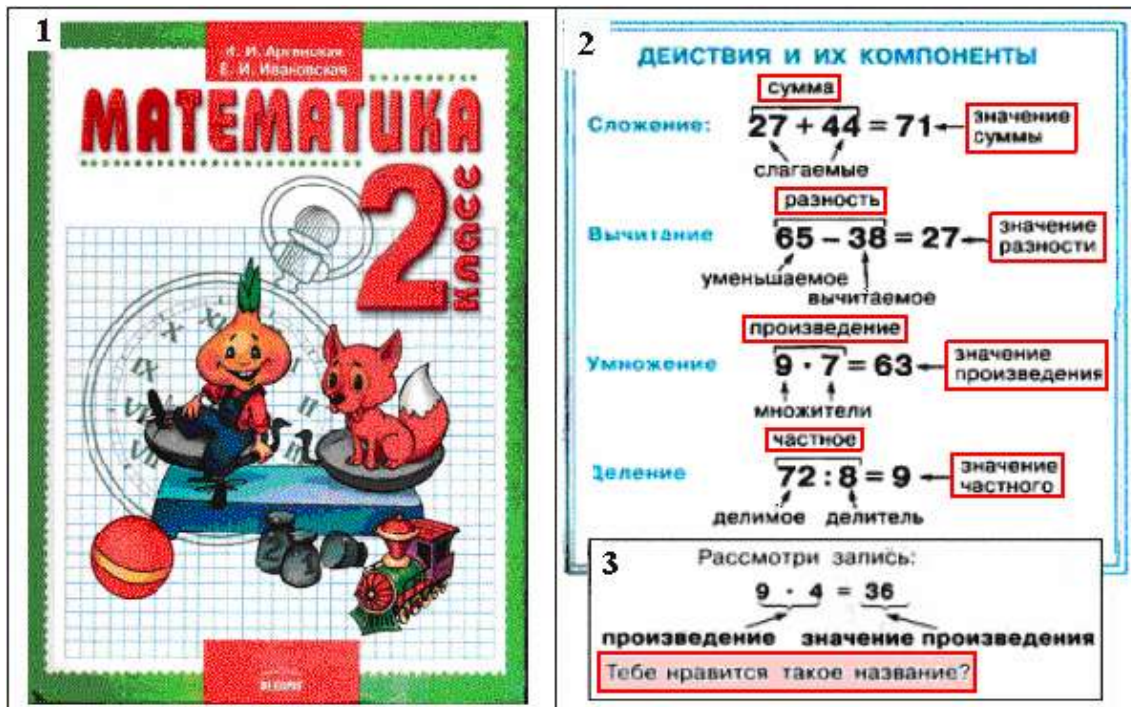 1
И. И. Аргинская
Е. И. Ивановская
МАТЕМАТИКА
2
класс
2
ДЕЙСТВИЯ И ИХ КОМПОНЕНТЫ
сумма
Сложение: 27 + 44 = 71 значение суммы
слагаемые
разность
Вычитание 65 – 38 = 27 значение разности
уменьшаемое
вычитаемое
произведение
Умножение 9 · 7 = 63 значение произведения
множители
частное
Деление 72 : 8 = 9 значение частного
делимое делитель
3
Рассмотри запись:
9 · 4 = 36
произведение значение произведения
Тебе нравится такое название?